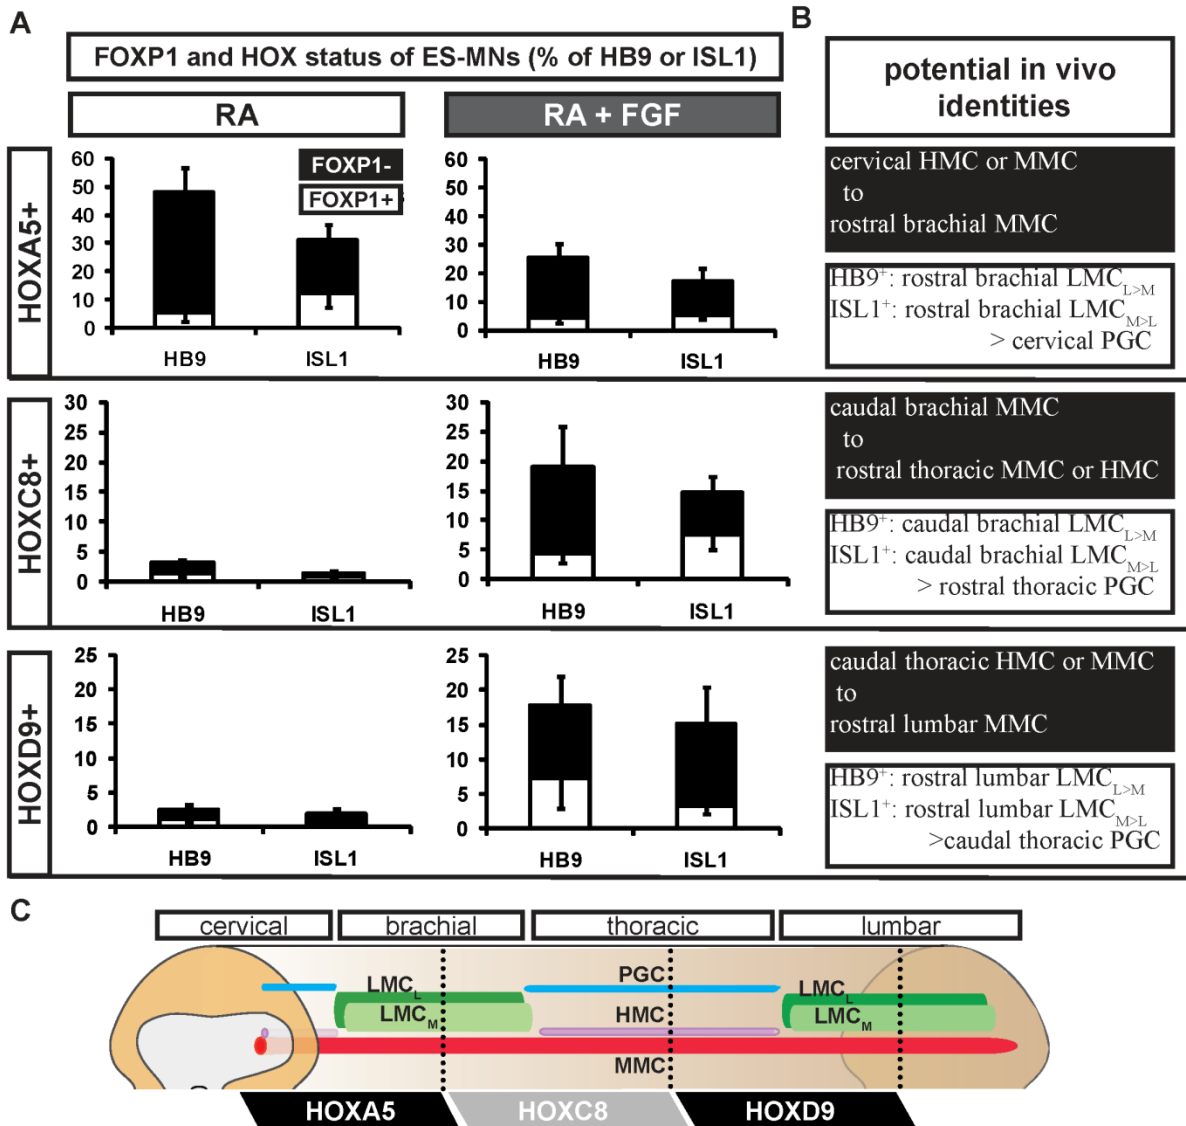 A
B
FOXP1 and HOX status of ES-MNs (% of HB9 or ISL1)
potential in vivo
identities
RA
RA + FGF
HOXA5+
60
50
40
30
20
10
0
HB9
ISL1
FOXP1-
FOXP1+
60
50
40
30
20
10
0
HB9
ISL1
cervical HMC or MMC
to
rostral brachial MMC
HB9+: rostral brachial LMCL>M
ISL1+: rostral brachial LMCM>L
> cervical PGC
HOXC8+
30
25
20
15
10
5
0
HB9
ISL1
30
25
20
15
10
5
0
HB9
ISL1
caudal brachial MMC
to
rostral thoracic MMC or HMC
HB9+: caudal brachial LMCL>M
ISL1+: caudal brachial LMCM>L
> rostral thoracic PGC
HOXD9+
25
20
15
10
5
0
HB9
ISL1
25
20
15
10
5
0
HB9
ISL1
caudal thoracic HMC or MMC
to
rostral lumbar MMC
HB9+: rostral lumbar LMCL>M
ISL1+: rostral lumbar LMCM>L
>caudal thoracic PGC
C
cervical
brachial
thoracic
lumbar
LMCL
PGC
LMCL
LMCM
HMC
LMCM
MMC
HOXA5
HOXC8
HOXD9